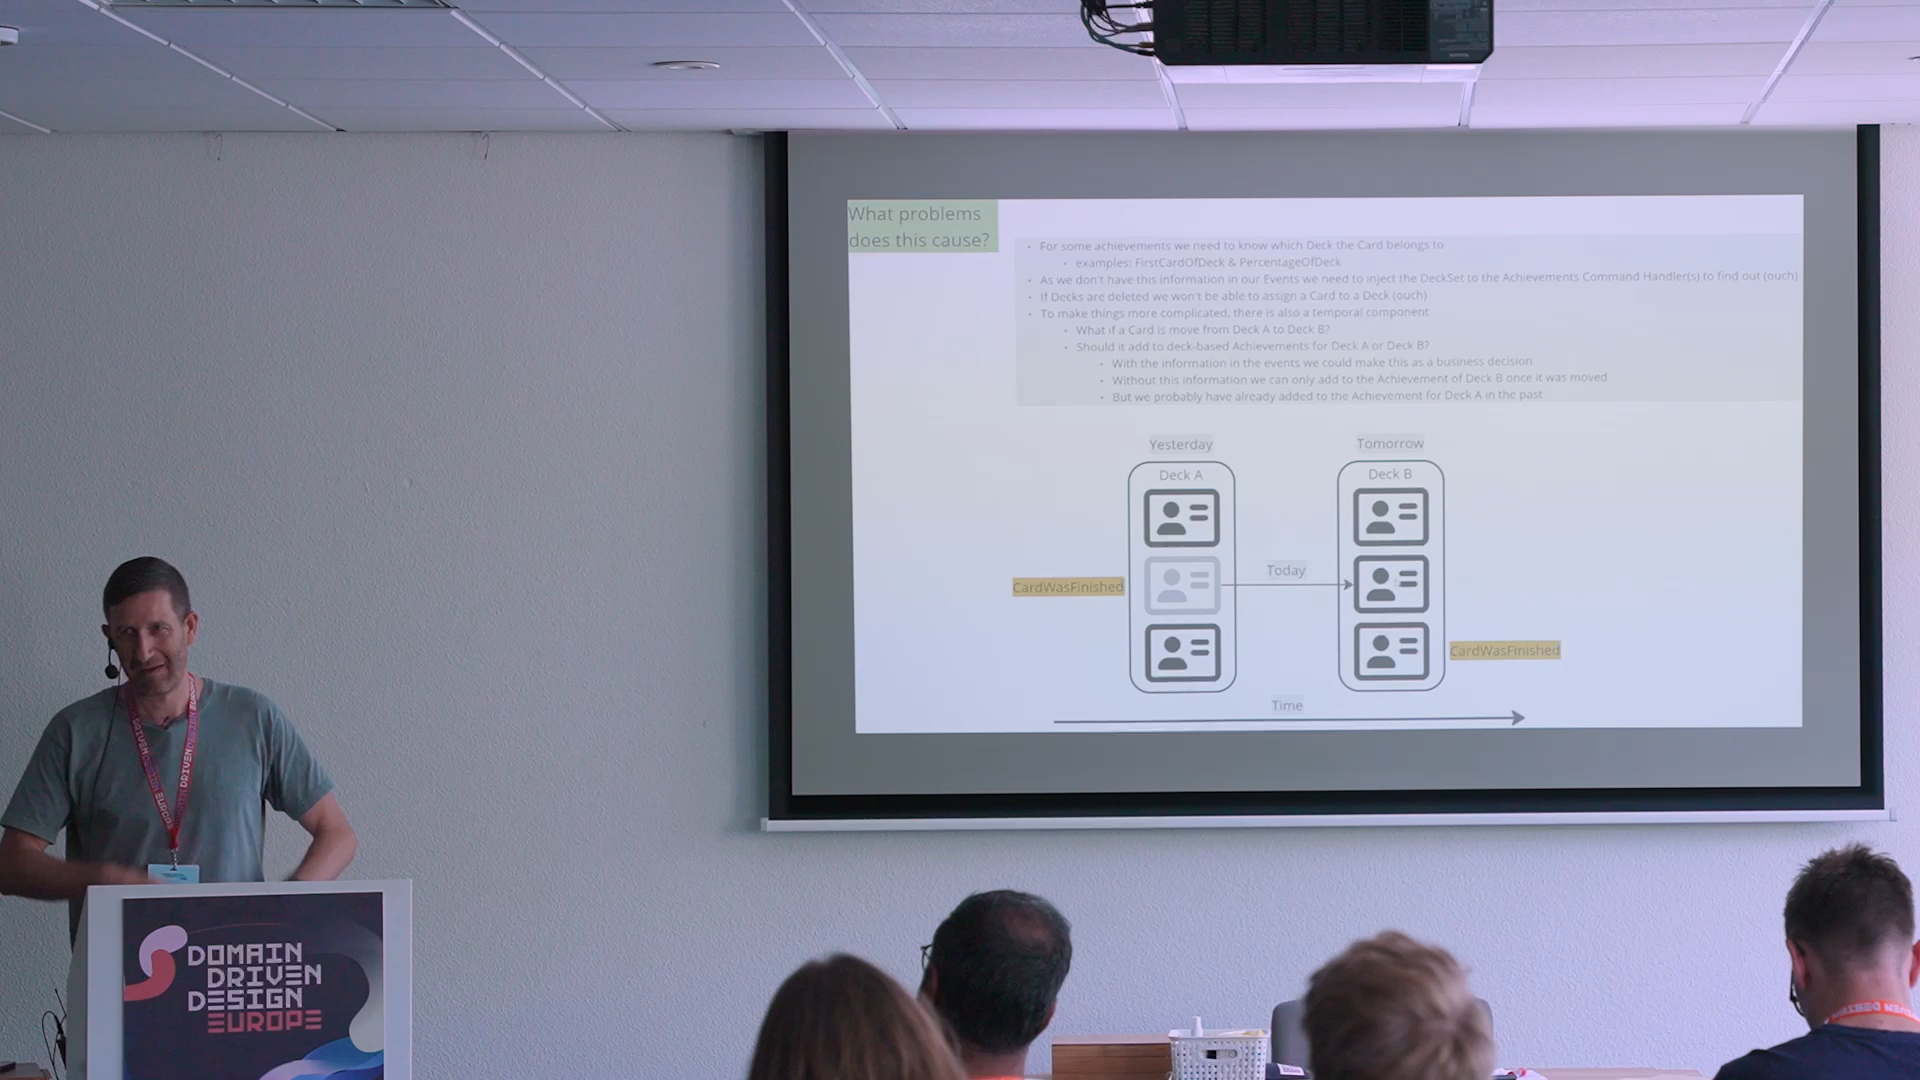 What problems
does this cause?
• For some achievements we need to know which Deck the Card belongs to
• examples: FirstCardOfDeck & PercentageOfDeck
• As we don't have this information in our Events we need to inject the DeckSet to the Achievements Command Handler(s) to find out (ouch)
• If Decks are deleted we won't be able to assign a Card to a Deck (ouch)
• To make things more complicated, there is also a temporal component
• What if a Card is move from Deck A to Deck B?
• Should it add to deck-based Achievements for Deck A or Deck B?
• With the information in the events we could make this as a business decision
• Without this information we can only add to the Achievement of Deck B once it was moved
• But we probably have already added to the Achievement for Deck A in the past
Yesterday
Tomorrow
Deck A
Deck B
Today
CardWasFinished
CardWasFinished
Time
DRIVEN
EUROPE
DRIVEN
DOMAIN
DRIVEN
DESIGN
EUROPE